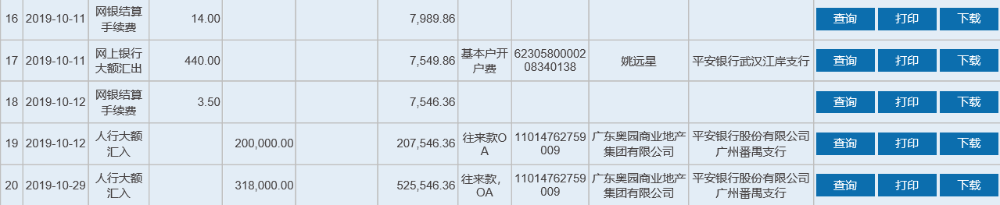 16 2019-10-11 网银结算手续费 14.00 7,989.86 查询 打印 下载
17 2019-10-11 网上银行大额汇出 440.00 7,549.86 基本户开户费 6230580000208340138 姚远星 平安银行武汉江岸支行 查询 打印 下载
18 2019-10-12 网银结算手续费 3.50 7,546.36 查询 打印 下载
19 2019-10-12 人行大额汇入 200,000.00 207,546.36 往来款OA 11014762759009 广东奥园商业地产集团有限公司 平安银行股份有限公司广州番禺支行 查询 打印 下载
20 2019-10-29 人行大额汇入 318,000.00 525,546.36 往来款，OA 11014762759009 广东奥园商业地产集团有限公司 平安银行股份有限公司广州番禺支行 查询 打印 下载